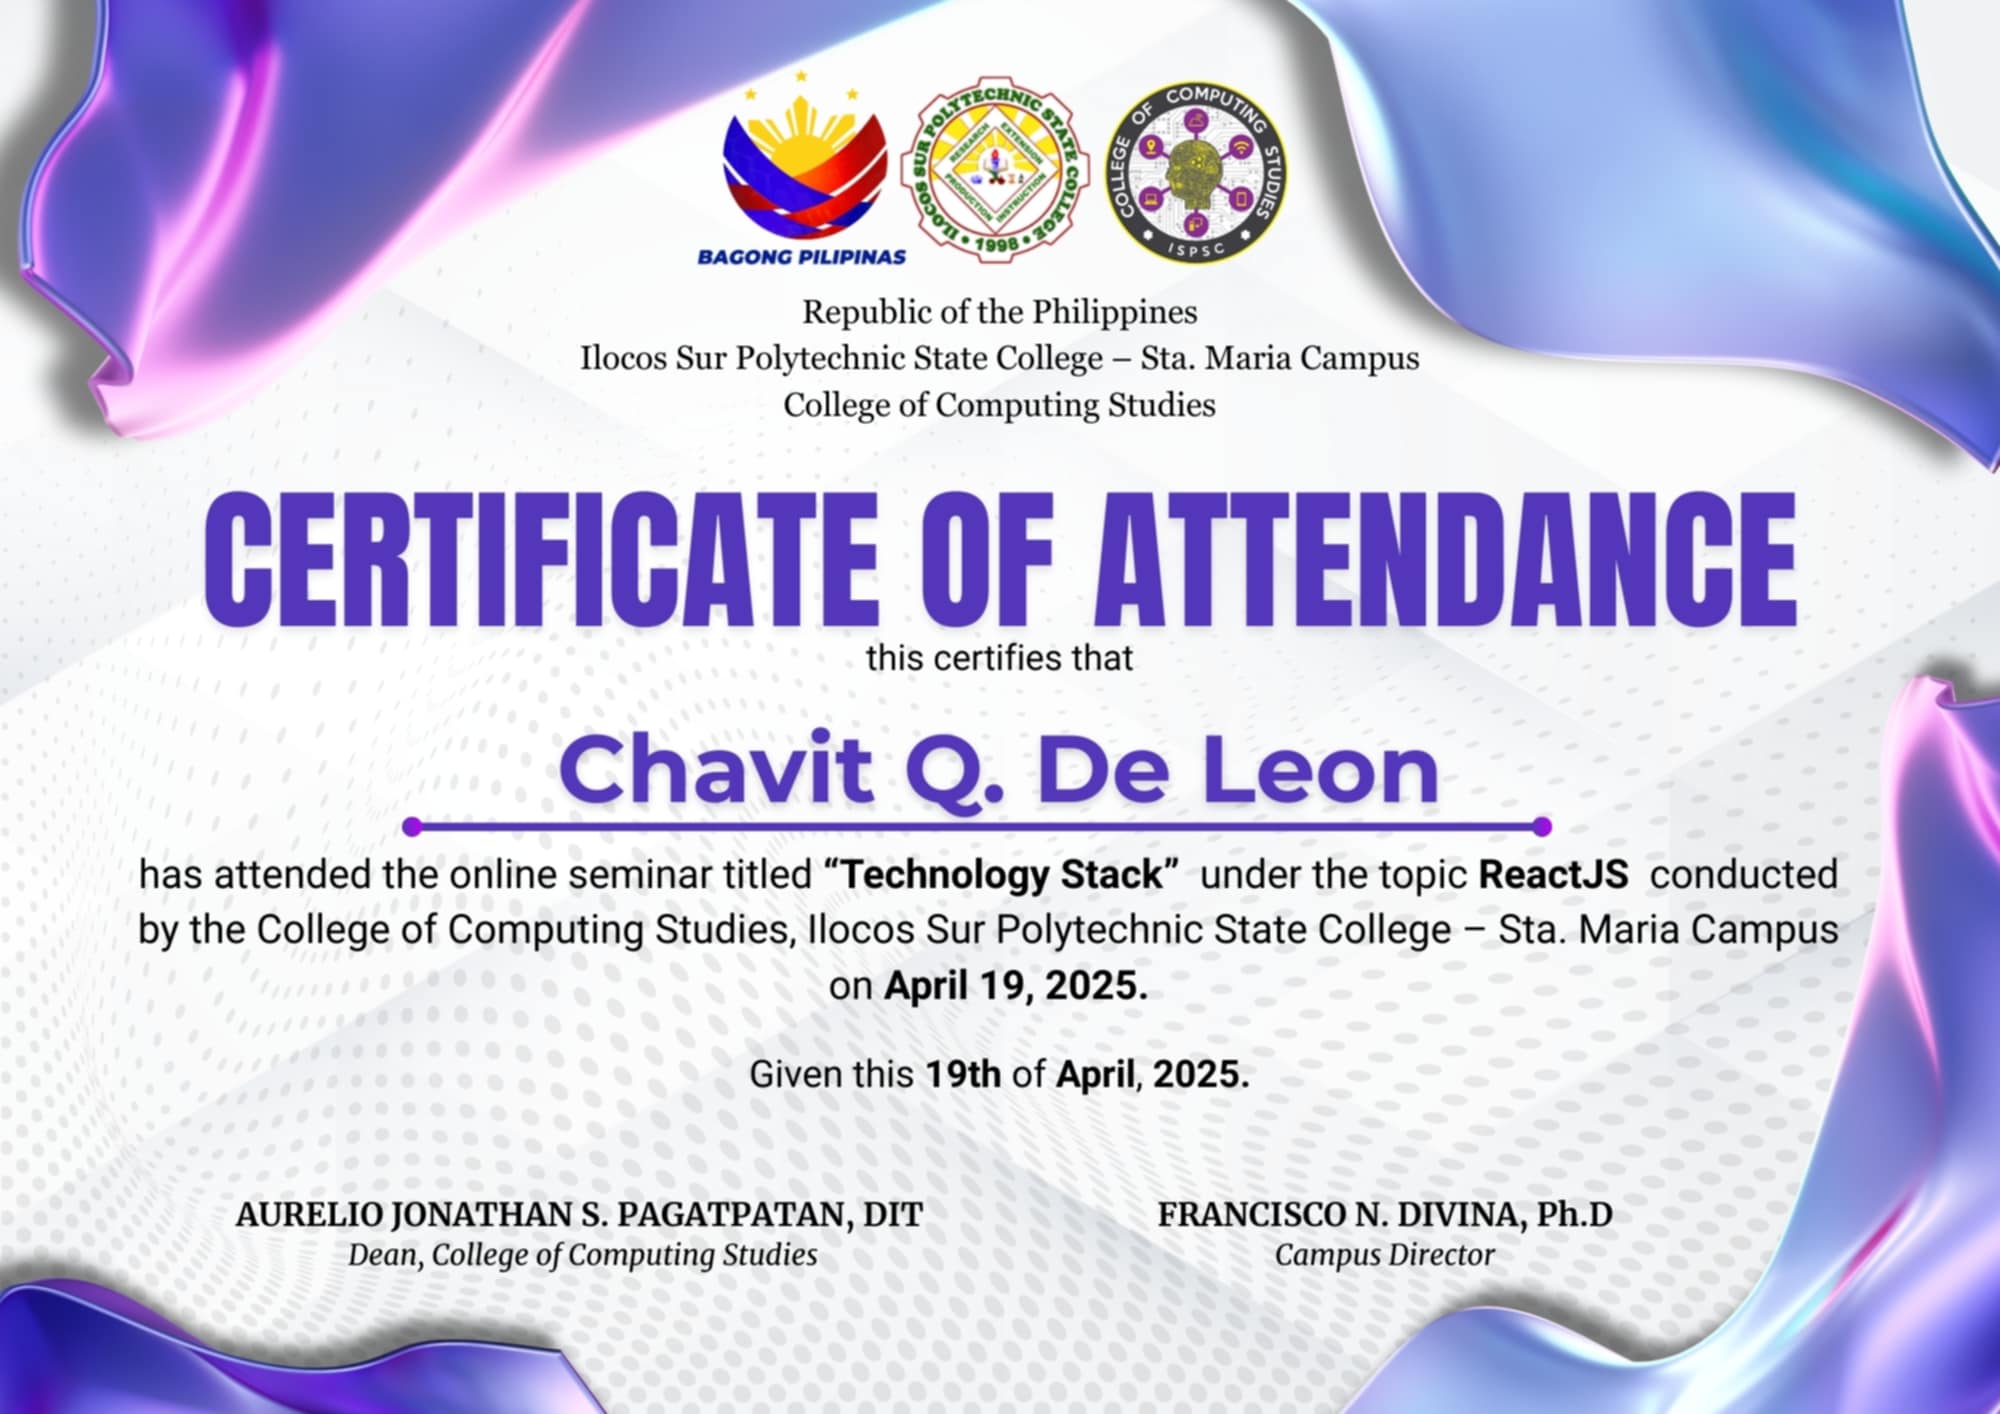 BAGONG PILIPINAS
ILOCOS SUR POLYTECHNIC STATE COLLEGE
• 1998 •
RESEARCH
EXTENSION
PRODUCTION
INSTRUCTION
COLLEGE OF COMPUTING STUDIES
ISPSC
Republic of the Philippines
Ilocos Sur Polytechnic State College – Sta. Maria Campus
College of Computing Studies
CERTIFICATE OF ATTENDANCE
this certifies that
Chavit Q. De Leon
has attended the online seminar titled “Technology Stack” under the topic ReactJS conducted
by the College of Computing Studies, Ilocos Sur Polytechnic State College – Sta. Maria Campus
on April 19, 2025.
Given this 19th of April, 2025.
AURELIO JONATHAN S. PAGATPATAN, DIT
Dean, College of Computing Studies
FRANCISCO N. DIVINA, Ph.D
Campus Director